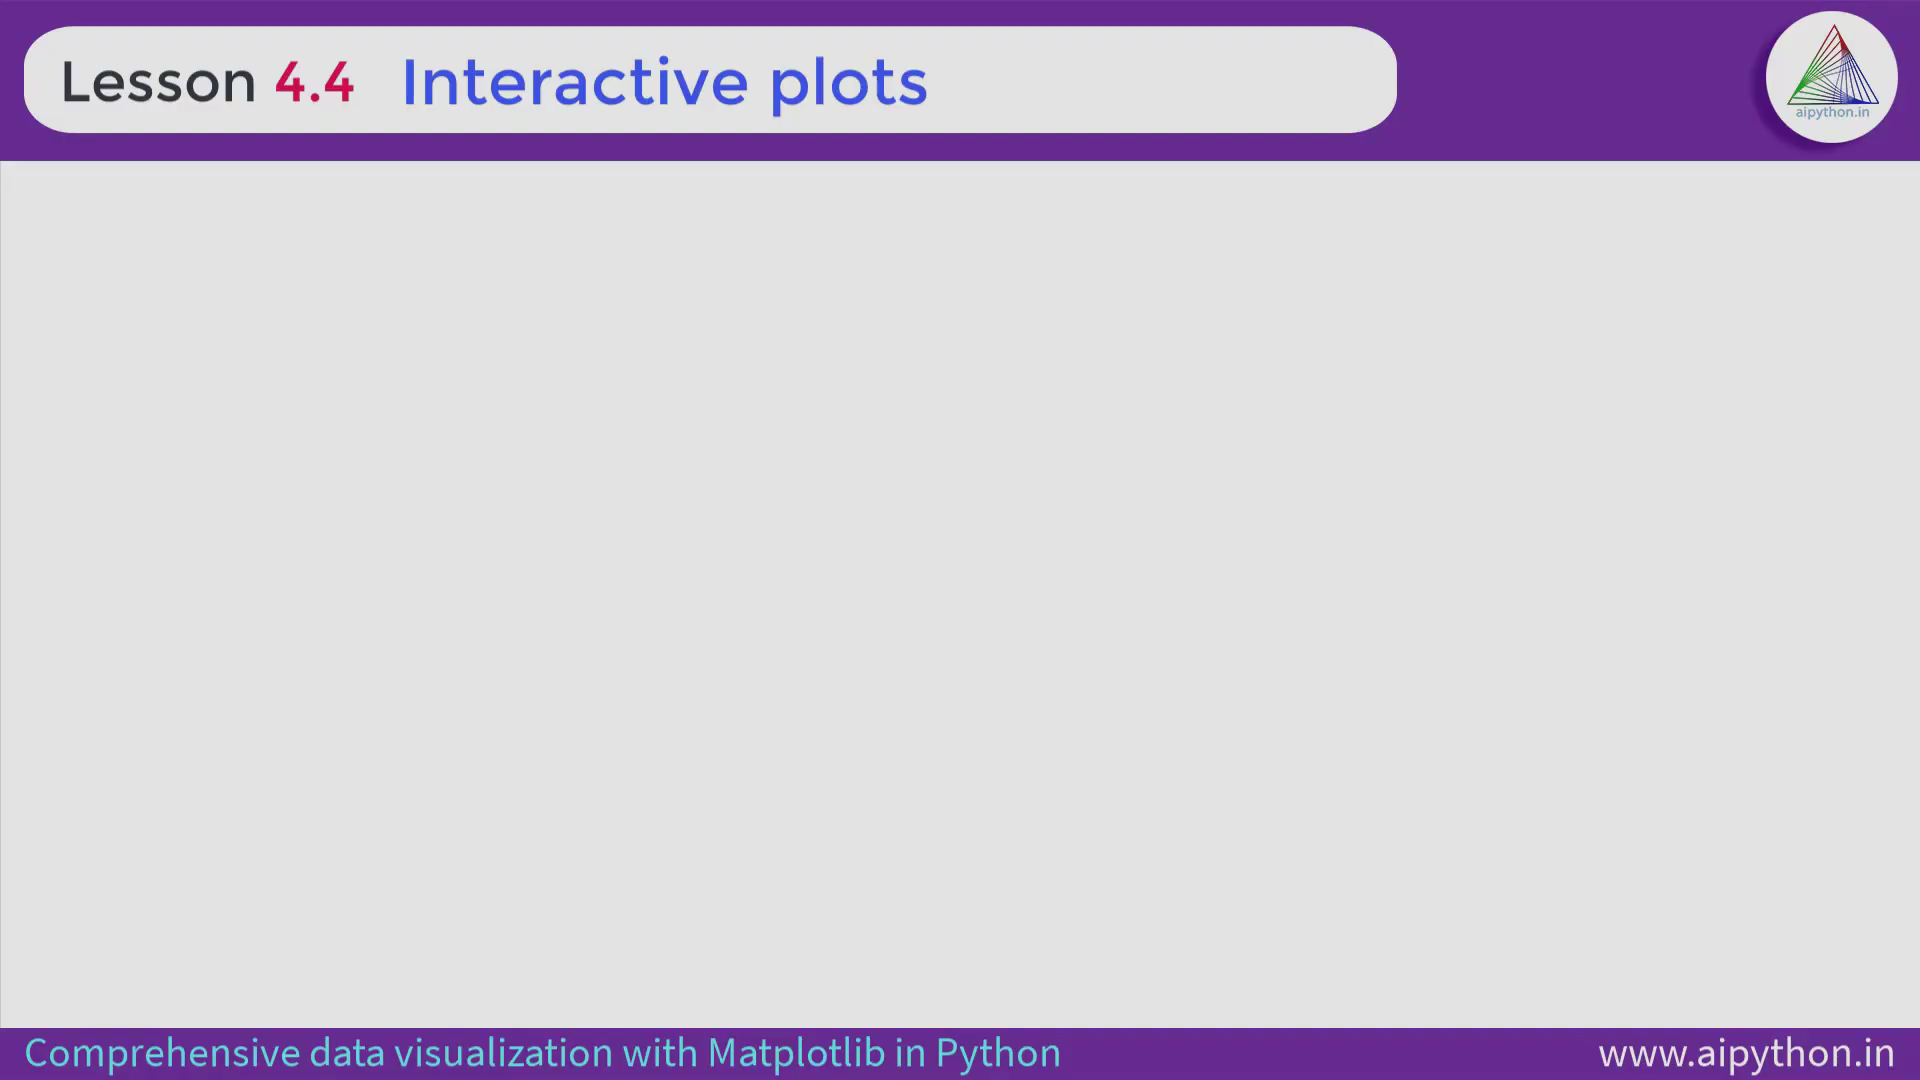 Lesson 4.4 Interactive plots
aipython.in
Comprehensive data visualization with Matplotlib in Python
www.aipython.in